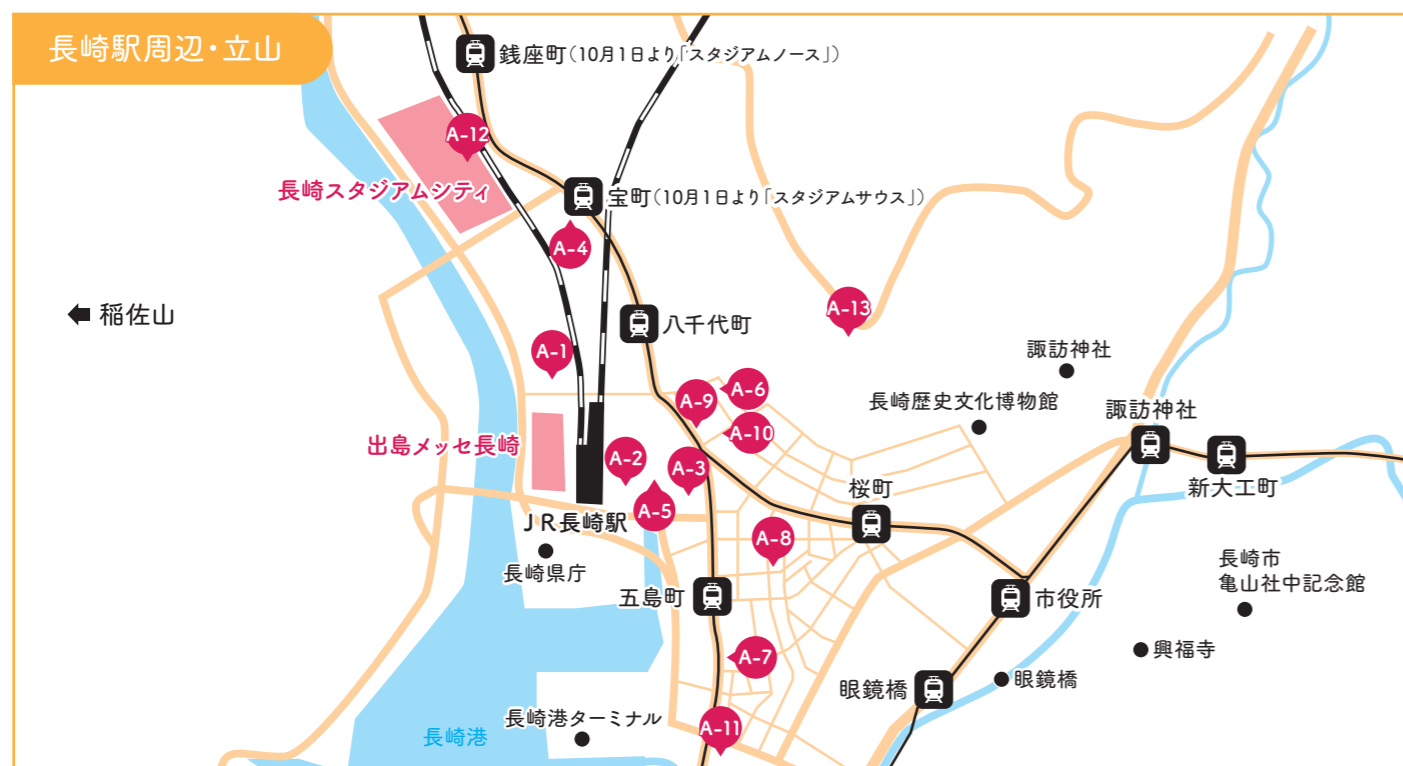 長崎駅周辺・立山
銭座町(10月1日より「スタジアムノース」)
A-12
長崎スタジアムシティ
宝町(10月1日より「スタジアムサウス」)
A-4
稲佐山
A-13
八千代町
A-1
諏訪神社
A-6
A-9
長崎歴史文化博物館
諏訪神社
A-10
出島メッセ長崎
A-2
A-3
桜町
新大工町
A-5
JR長崎駅
A-8
長崎県庁
長崎市
亀山社中記念館
五島町
市役所
A-7
興福寺
眼鏡橋
眼鏡橋
長崎港ターミナル
A-11
長崎港